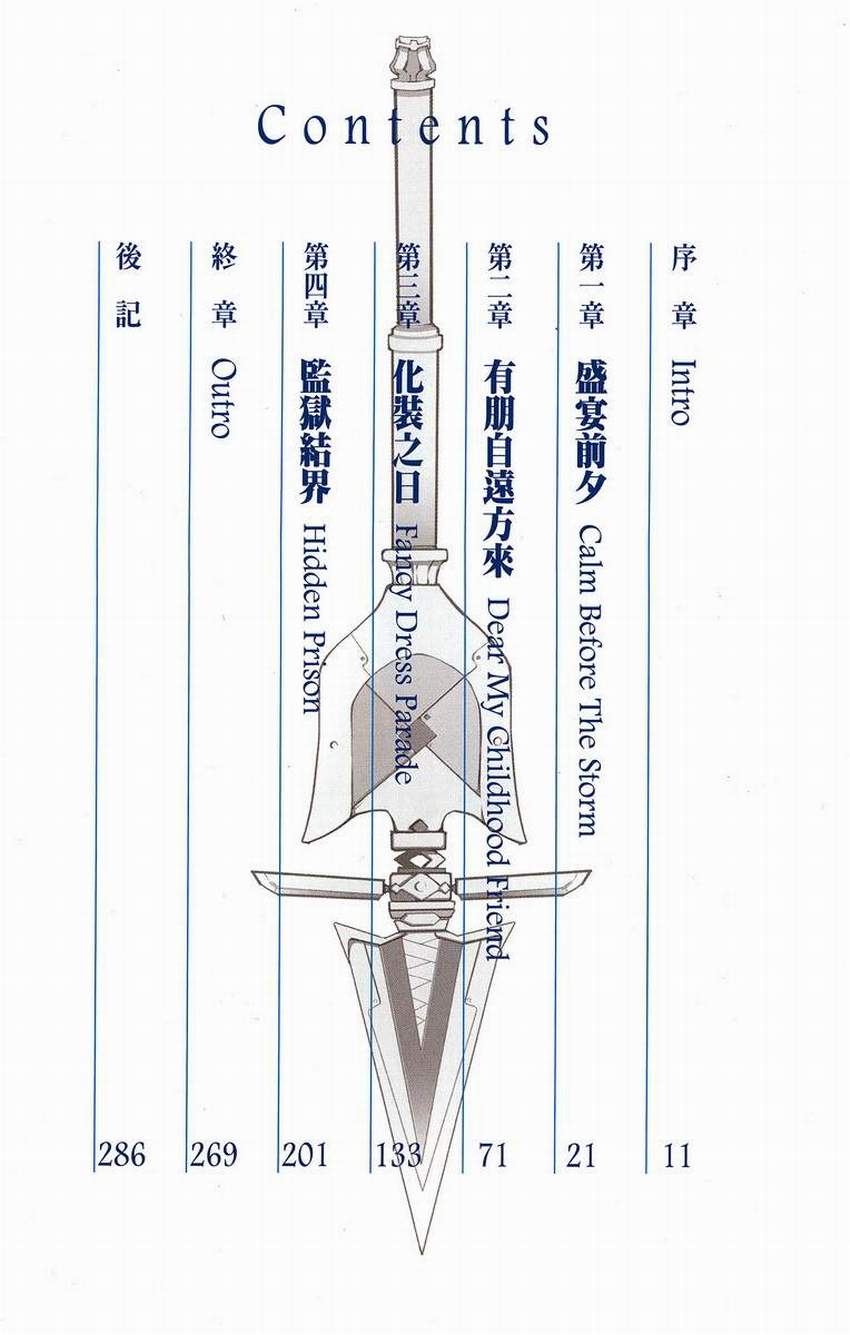 Contents
序章 Intro 11
第一章 盛宴前夕 Calm Before The Storm 21
第二章 有朋自遠方來 Dear My Childhood Friend 71
第三章 化裝之日 Fancy Dress Parade 133
第四章 監獄結界 Hidden Prison 201
終章 Outro 269
後記 286